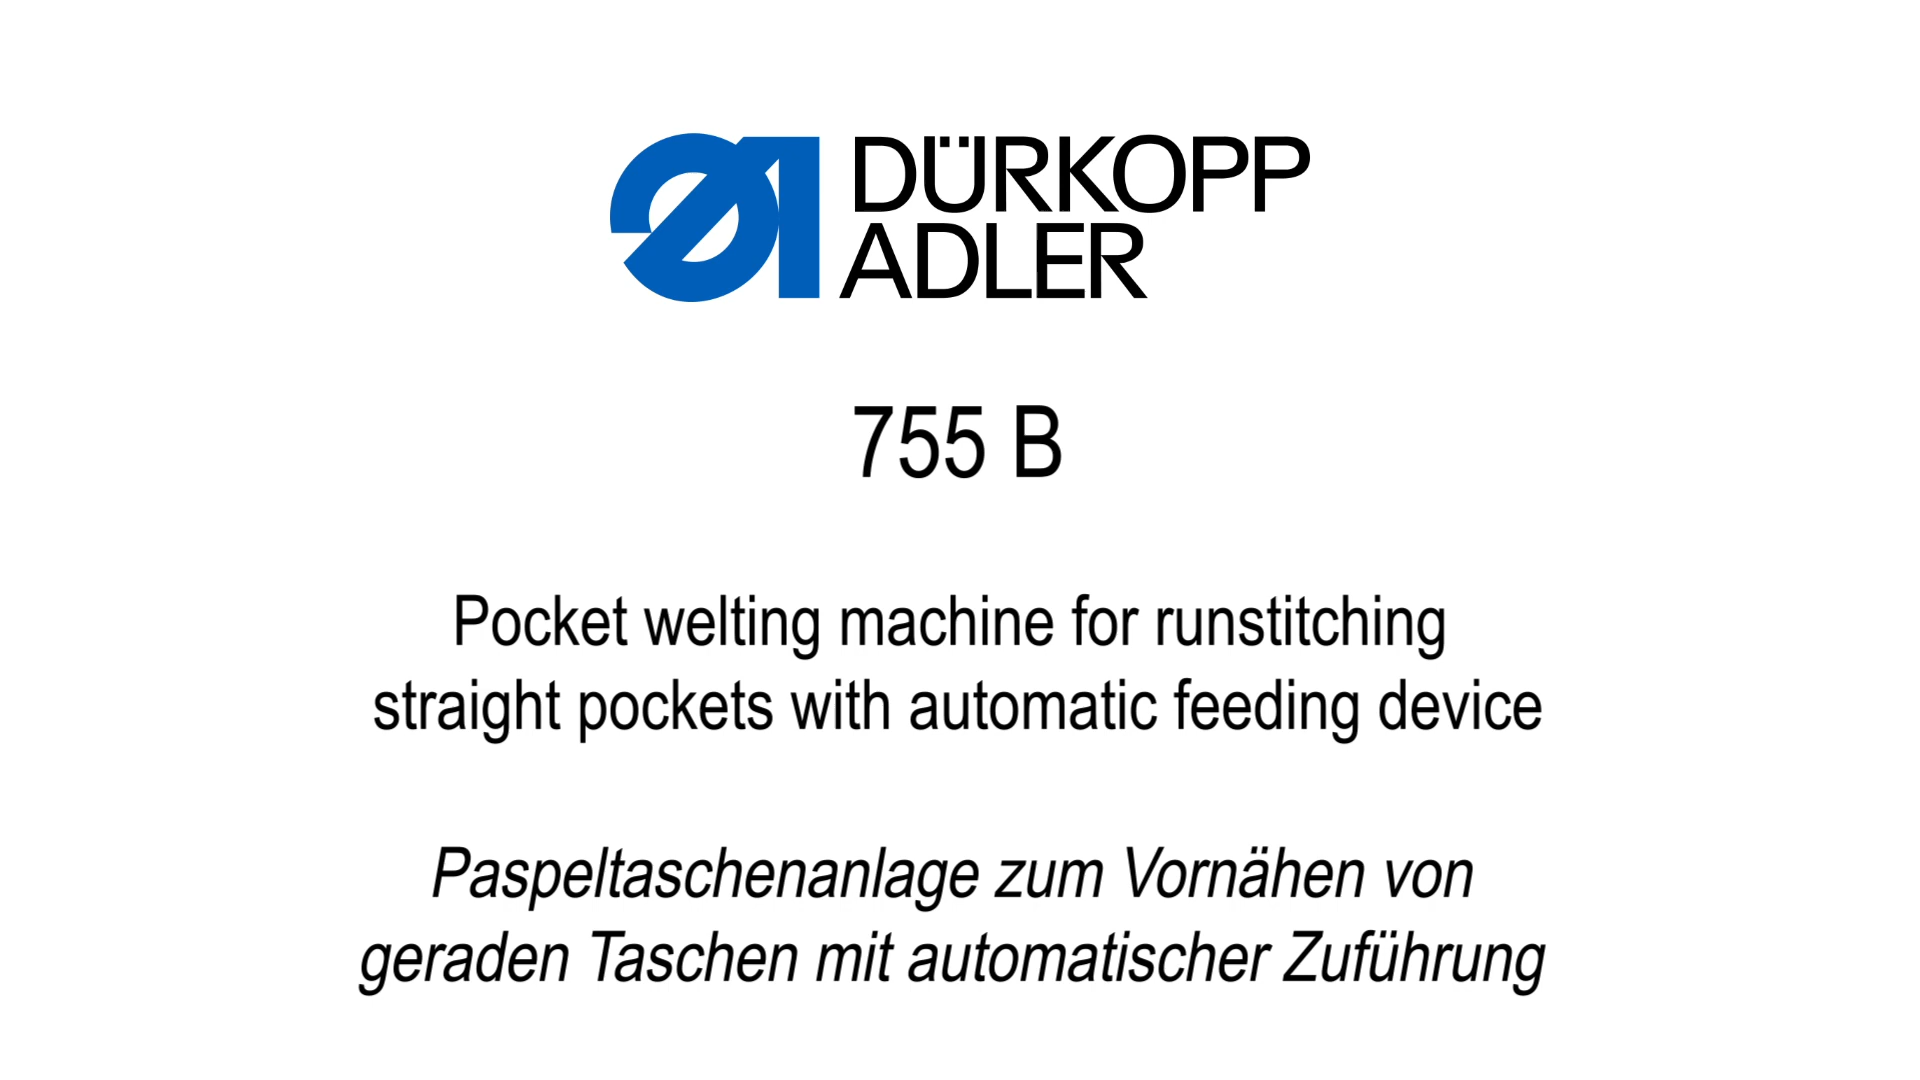 DÜRKOPP
ADLER
755 B
Pocket welting machine for runstitching
straight pockets with automatic feeding device
Paspeltaschenanlage zum Vornähen von
geraden Taschen mit automatischer Zuführung